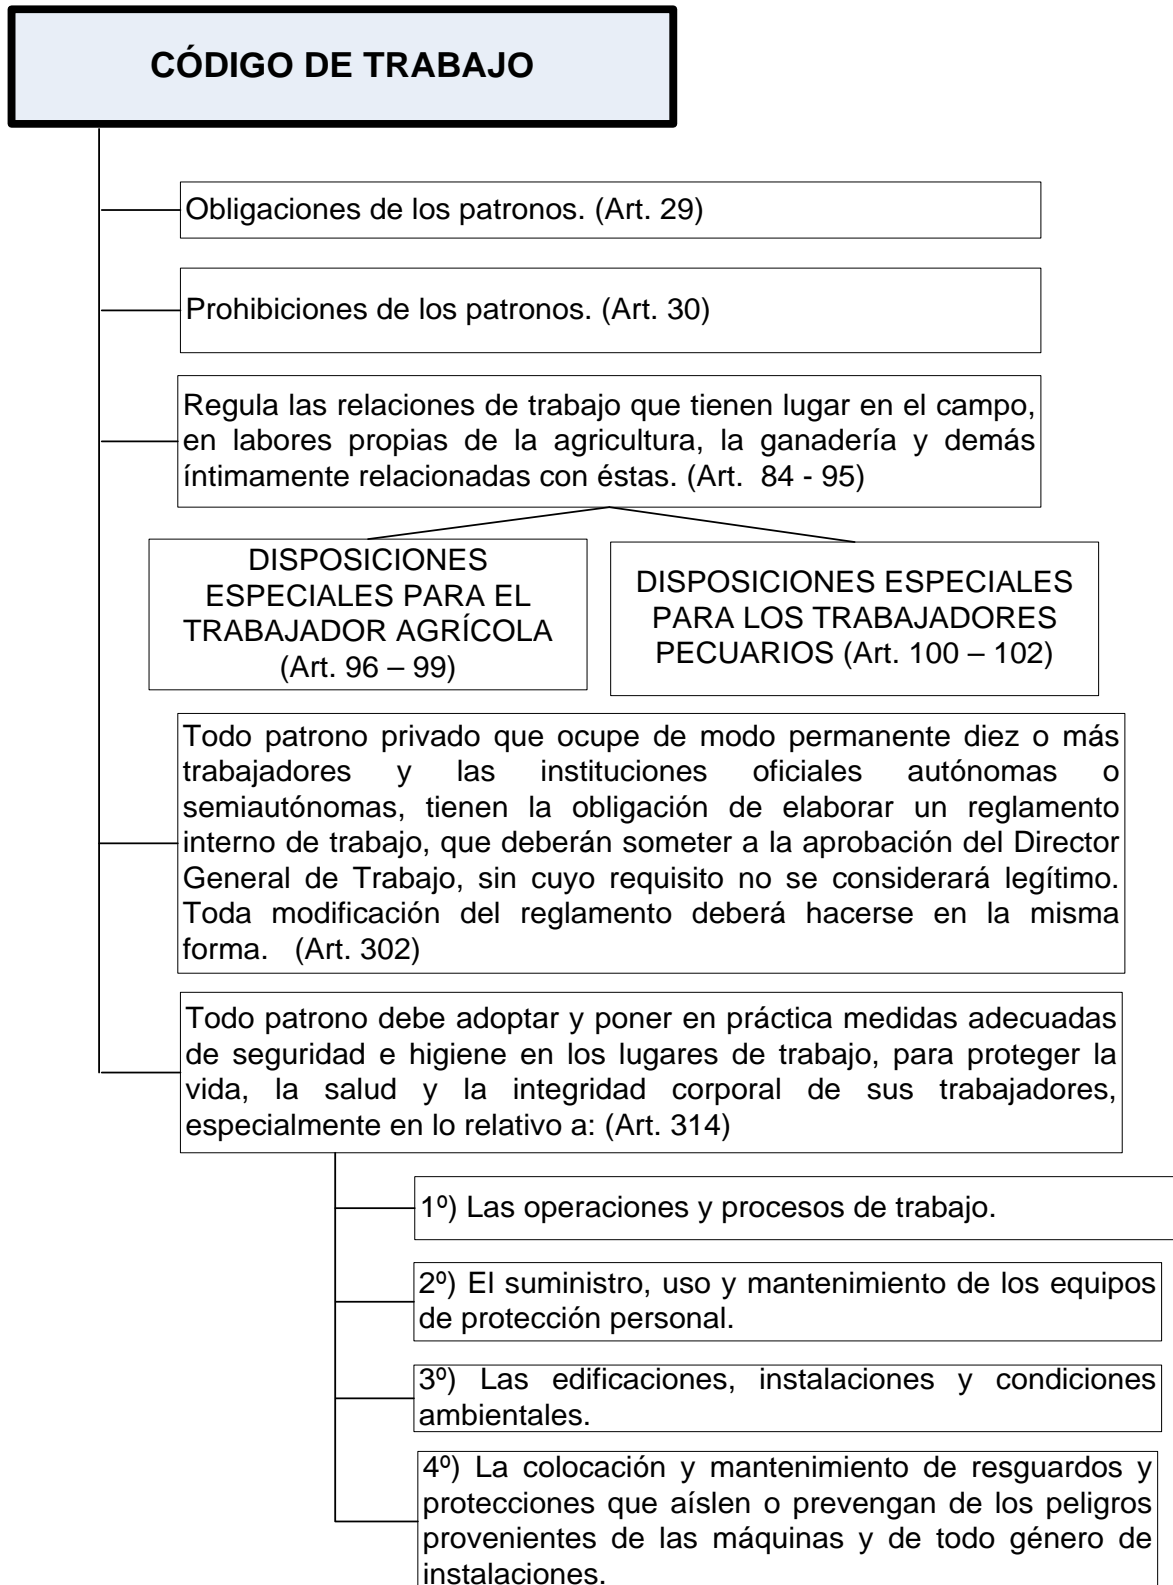 CÓDIGO DE TRABAJO
Obligaciones de los patronos. (Art. 29)
Prohibiciones de los patronos. (Art. 30)
Regula las relaciones de trabajo que tienen lugar en el campo,
en labores propias de la agricultura, la ganadería y demás
íntimamente relacionadas con éstas. (Art. 84 - 95)
DISPOSICIONES
ESPECIALES PARA EL
TRABAJADOR AGRÍCOLA
(Art. 96 – 99)
DISPOSICIONES ESPECIALES
PARA LOS TRABAJADORES
PECUARIOS (Art. 100 – 102)
Todo patrono privado que ocupe de modo permanente diez o más
trabajadores y las instituciones oficiales autónomas o
semiautónomas, tienen la obligación de elaborar un reglamento
interno de trabajo, que deberán someter a la aprobación del Director
General de Trabajo, sin cuyo requisito no se considerará legítimo.
Toda modificación del reglamento deberá hacerse en la misma
forma. (Art. 302)
Todo patrono debe adoptar y poner en práctica medidas adecuadas
de seguridad e higiene en los lugares de trabajo, para proteger la
vida, la salud y la integridad corporal de sus trabajadores,
especialmente en lo relativo a: (Art. 314)
1º) Las operaciones y procesos de trabajo.
2º) El suministro, uso y mantenimiento de los equipos
de protección personal.
3º) Las edificaciones, instalaciones y condiciones
ambientales.
4º) La colocación y mantenimiento de resguardos y
protecciones que aíslen o prevengan de los peligros
provenientes de las máquinas y de todo género de
instalaciones.